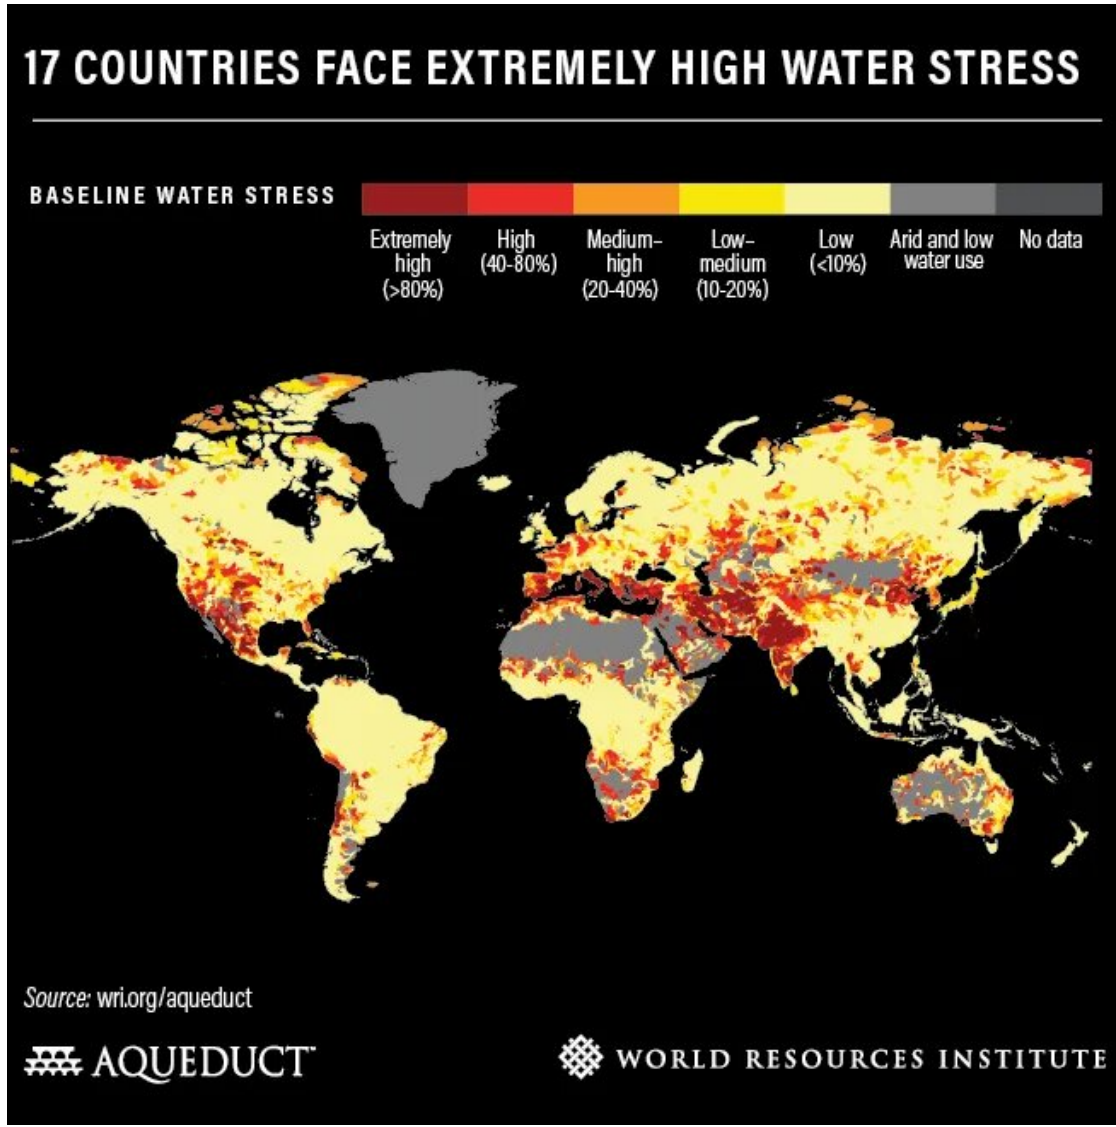 17 COUNTRIES FACE EXTREMELY HIGH WATER STRESS
BASELINE WATER STRESS
Extremely
high
(>80%)
High
(40-80%)
Medium–
high
(20-40%)
Low–
medium
(10-20%)
Low
(<10%)
Arid and low
water use
No data
Source: wri.org/aqueduct
AQUEDUCT™
WORLD RESOURCES INSTITUTE